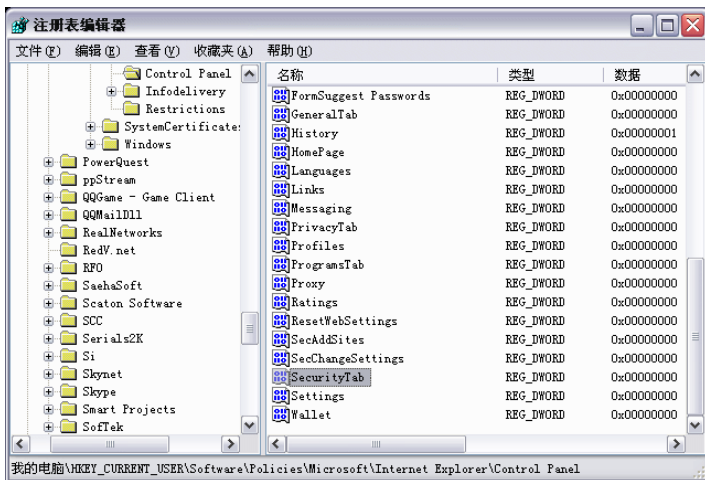 注册表编辑器
文件(F) 编辑(E) 查看(V) 收藏夹(A) 帮助(H)
Control Panel
Infodelivery
Restrictions
SystemCertificate
Windows
PowerQuest
ppStream
QQGame - Game Client
QQMailDll
RealNetworks
RedV.net
RFO
SaehaSoft
Scaton Software
SCC
Serials2K
Si
Skynet
Skype
Smart Projects
SofTek
名称 类型 数据
FormSuggest Passwords REG_DWORD 0x00000000
GeneralTab REG_DWORD 0x00000000
History REG_DWORD 0x00000001
HomePage REG_DWORD 0x00000000
Languages REG_DWORD 0x00000000
Links REG_DWORD 0x00000000
Messaging REG_DWORD 0x00000000
PrivacyTab REG_DWORD 0x00000000
Profiles REG_DWORD 0x00000000
ProgramsTab REG_DWORD 0x00000000
Proxy REG_DWORD 0x00000000
Ratings REG_DWORD 0x00000000
ResetWebSettings REG_DWORD 0x00000000
SecAddSites REG_DWORD 0x00000000
SecChangeSettings REG_DWORD 0x00000000
SecurityTab REG_DWORD 0x00000000
Settings REG_DWORD 0x00000000
Wallet REG_DWORD 0x00000000
我的电脑\HKEY_CURRENT_USER\Software\Policies\Microsoft\Internet Explorer\Control Panel